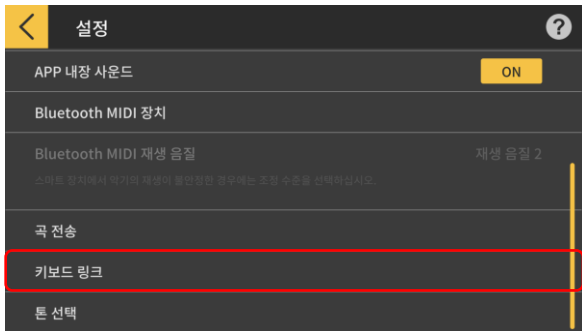 설정
?
APP 내장 사운드
ON
Bluetooth MIDI 장치
Bluetooth MIDI 재생 음질
재생 음질 2
스마트 장치에서 악기의 재생이 불안정한 경우에는 조정 수준을 선택하십시오.
곡 전송
키보드 링크
톤 선택